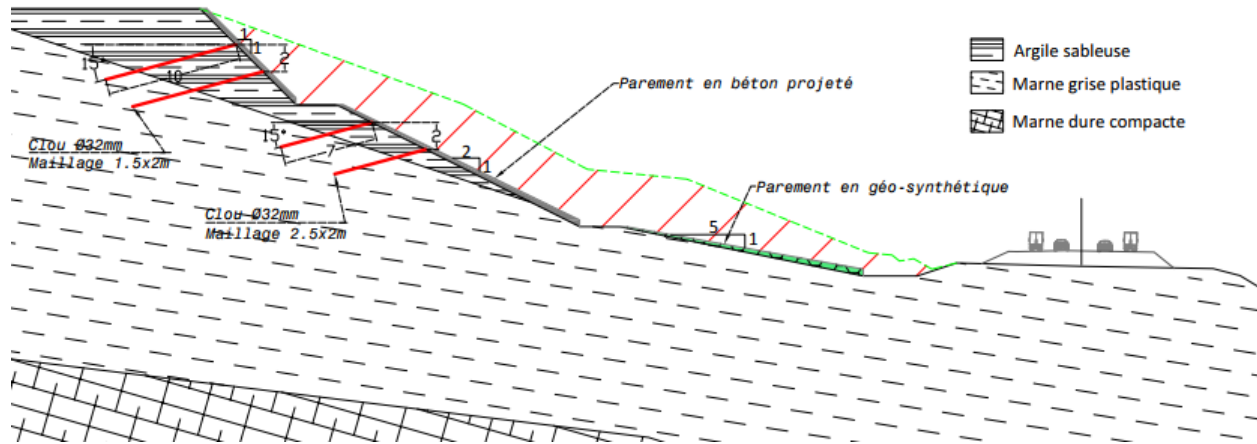 Argile sableuse
Marne grise plastique
Marne dure compacte
1
1
2
15°
10
Parement en béton projeté
Clou Ø32mm
Maillage 1.5x2m
15°
7
2
2
1
Parement en géo-synthétique
Clou Ø32mm
Maillage 2.5x2m
5
1